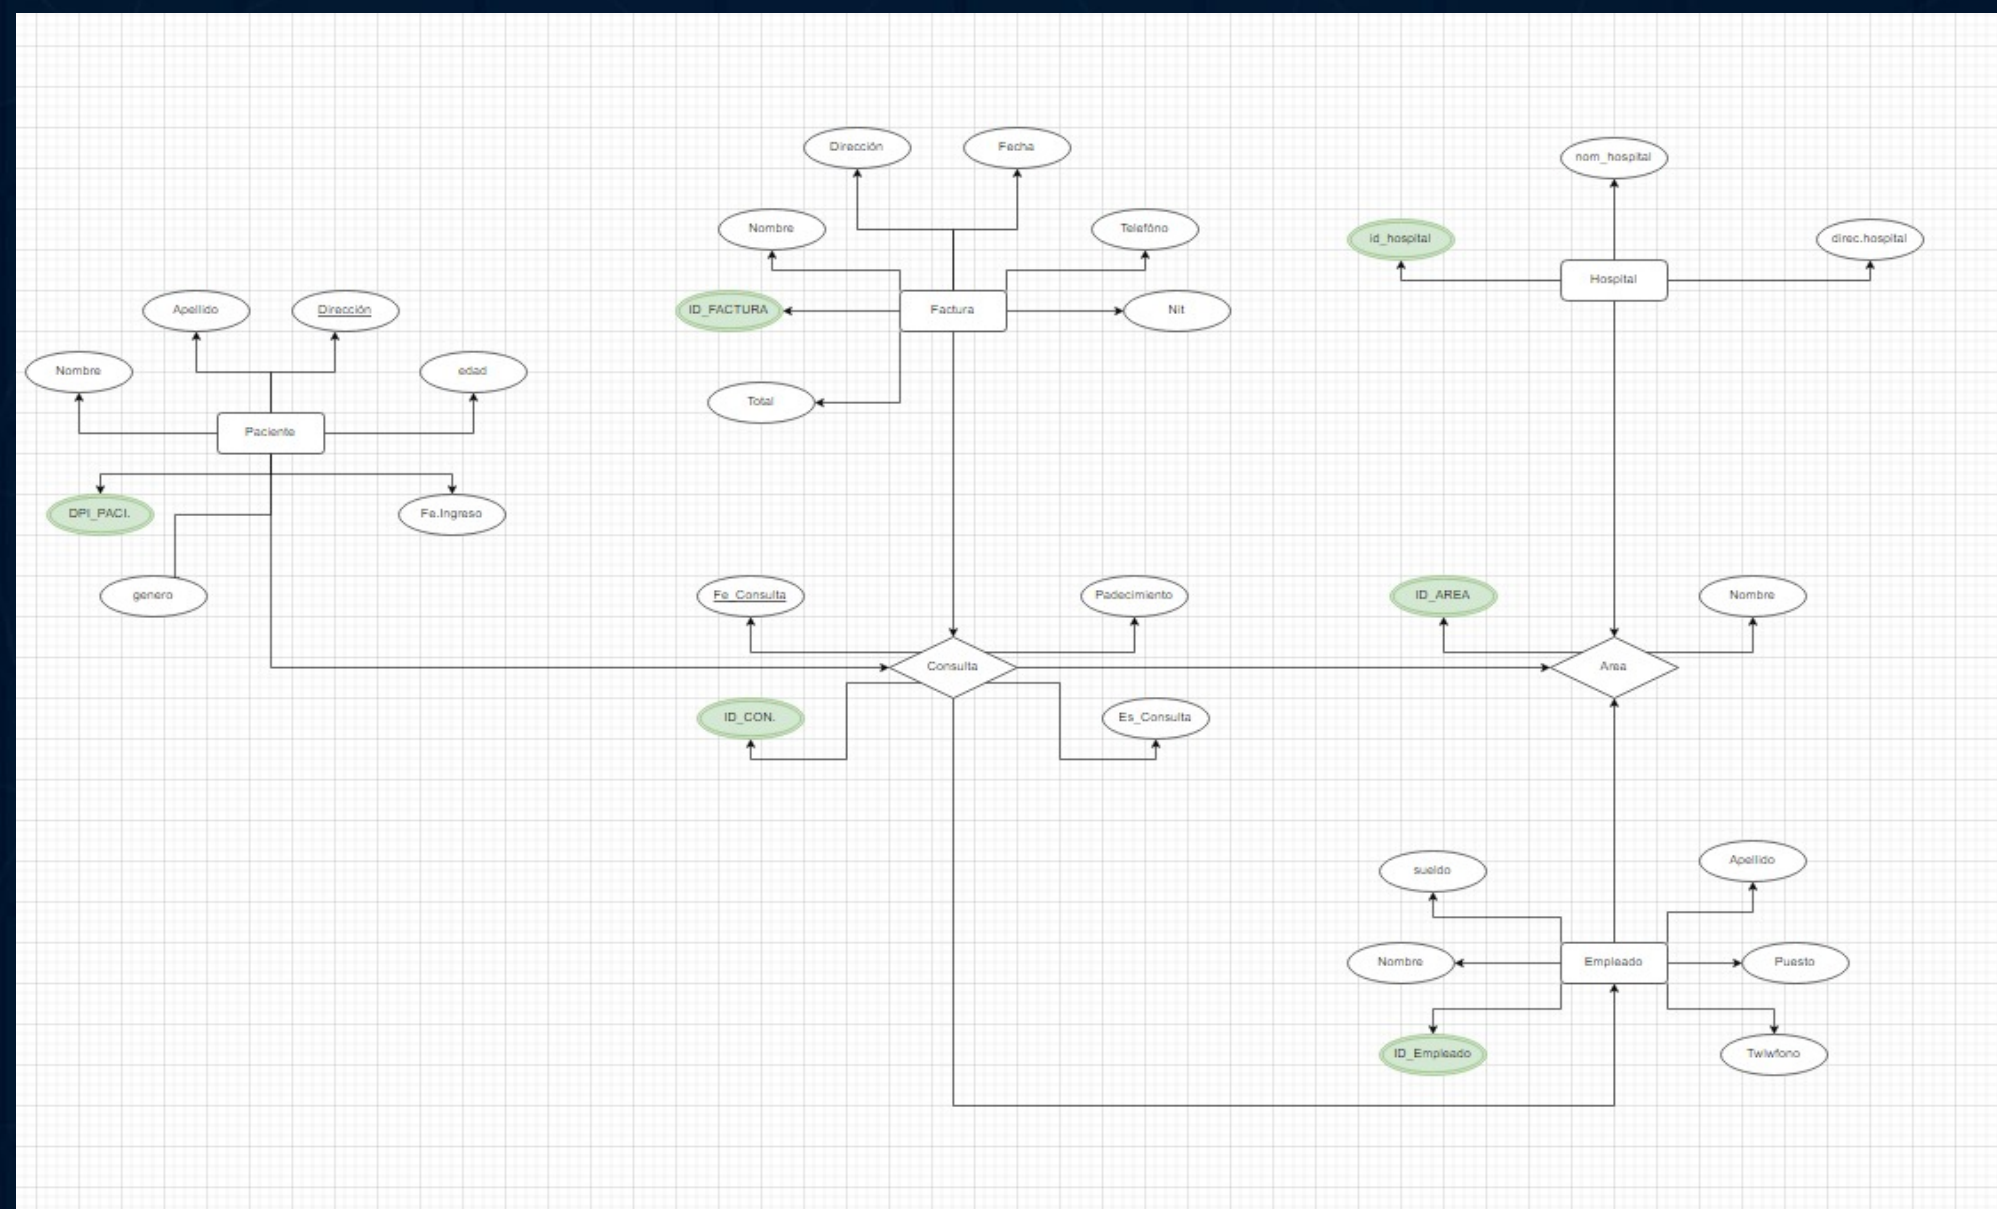 Dirección
Fecha
nom_hospital
Nombre
Telefóno
id_hospital
direc.hospital
Hospital
Apellido
Dirección
ID_FACTURA
Factura
Nit
Nombre
edad
Total
Paciente
DPI_PACI.
Fe.Ingreso
genero
Fe_Consulta
Padecimiento
ID_AREA
Nombre
Consulta
Area
ID_CON.
Es_Consulta
sueldo
Apellido
Nombre
Empleado
Puesto
ID_Empleado
Twlwfono